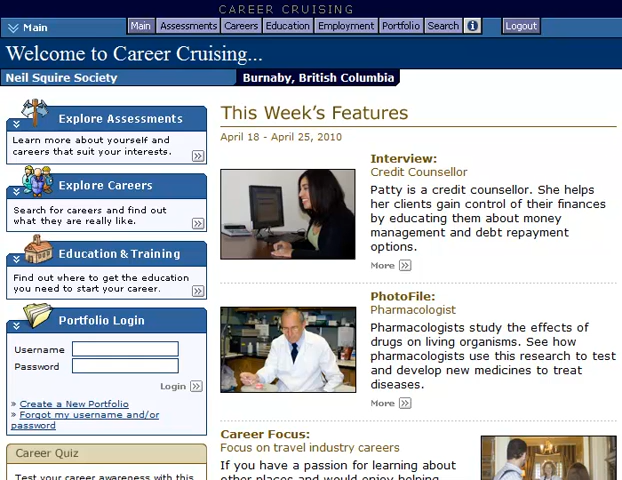 CAREER CRUISING
Main
Main Assessments Careers Education Employment Portfolio Search i Logout
Welcome to Career Cruising...
Neil Squire Society
Burnaby, British Columbia
Explore Assessments
Learn more about yourself and
careers that suit your interests.
Explore Careers
Search for careers and find out
what they are really like.
Education & Training
Find out where to get the education
you need to start your career.
Portfolio Login
Username
Password
Login
» Create a New Portfolio
» Forgot my username and/or
password
Career Quiz
Test your career awareness with this
This Week's Features
April 18 - April 25, 2010
Interview:
Credit Counsellor
Patty is a credit counsellor. She helps
her clients gain control of their finances
by educating them about money
management and debt repayment
options.
More
PhotoFile:
Pharmacologist
Pharmacologists study the effects of
drugs on living organisms. See how
pharmacologists use this research to test
and develop new medicines to treat
diseases.
More
Career Focus:
Focus on travel industry careers
If you have a passion for learning about
other places and would enjoy helping